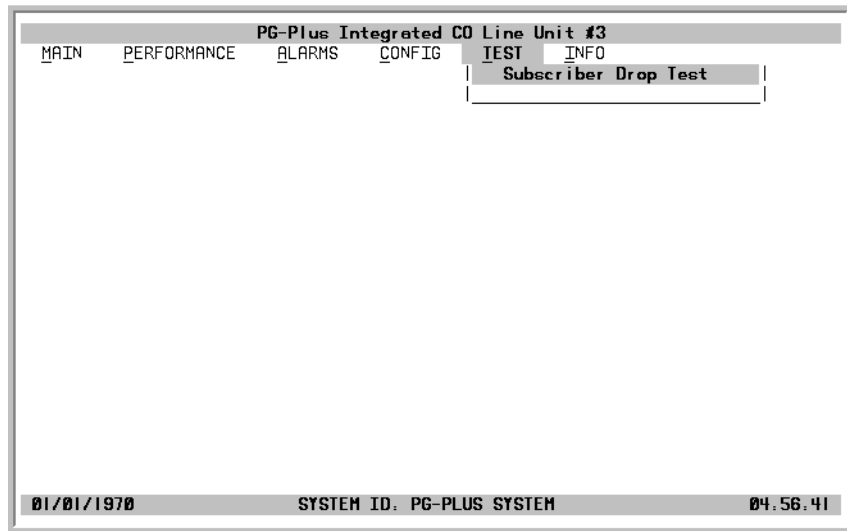 PG-Plus Integrated CO Line Unit #3
MAIN PERFORMANCE ALARMS CONFIG TEST INFO
Subscriber Drop Test
01/01/1970 SYSTEM ID: PG-PLUS SYSTEM 04:56:41